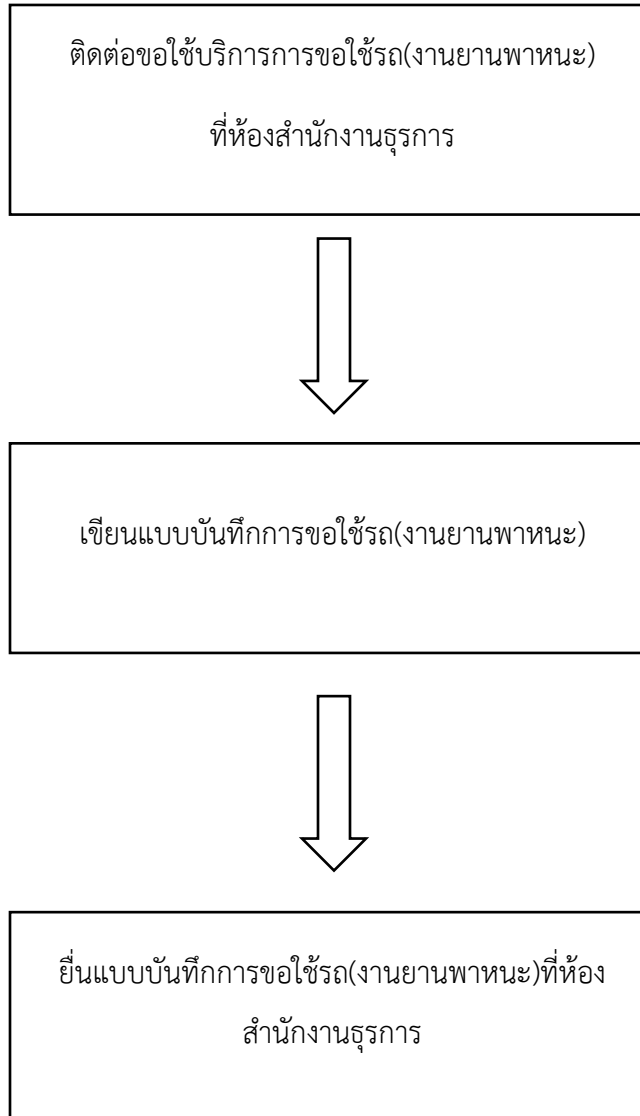 ติดต่อขอใช้บริการการขอใช้รถ(งานยานพาหนะ)
ที่ห้องสำนักงานธุรการ
เขียนแบบบันทึกการขอใช้รถ(งานยานพาหนะ)
ยื่นแบบบันทึกการขอใช้รถ(งานยานพาหนะ)ที่ห้อง
สำนักงานธุรการ